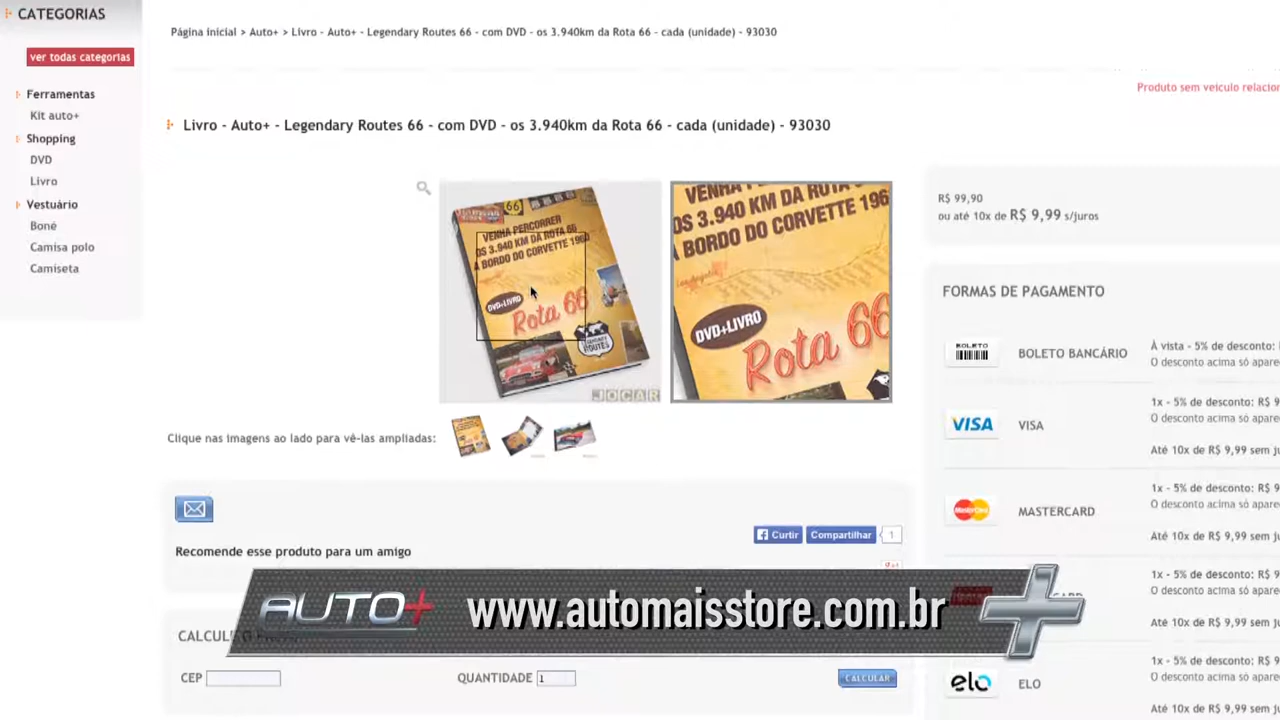 CATEGORIAS
ver todas categorias
Ferramentas
Kit auto+
Shopping
DVD
Livro
Vestuário
Boné
Camisa polo
Camiseta
Página inicial > Auto+ > Livro - Auto+ - Legendary Routes 66 - com DVD - os 3.940km da Rota 66 - cada (unidade) - 93030
Produto sem veículo relacion
Livro - Auto+ - Legendary Routes 66 - com DVD - os 3.940km da Rota 66 - cada (unidade) - 93030
66
VENHA PERCORRER
OS 3.940 KM DA ROTA 66
A BORDO DO CORVETTE 1960
DVD+LIVRO
Rota 66
ROUTES
JOCAR
VENHA PERCORRER
OS 3.940 KM DA ROTA
A BORDO DO CORVETTE 196
DVD+LIVRO
Rota 66
Clique nas imagens ao lado para vê-las ampliadas:
R$ 99,90
ou até 10x de R$ 9,99 s/juros
FORMAS DE PAGAMENTO
BOLETO
BOLETO BANCÁRIO
À vista - 5% de desconto:
O desconto acima só apare
VISA
VISA
1x - 5% de desconto: R$ 9
O desconto acima só apare
Até 10x de R$ 9,99 sem ju
MasterCard
MASTERCARD
1x - 5% de desconto: R$ 9
O desconto acima só apare
Até 10x de R$ 9,99 sem ju
1x - 5% de desconto: R$ 9
O desconto acima só apare
Até 10x de R$ 9,99 sem ju
elo
ELO
1x - 5% de desconto: R$ 9
O desconto acima só apare
Até 10x de R$ 9,99 sem ju
Curtir
Compartilhar
1
Recomende esse produto para um amigo
AUTO+
www.automaisstore.com.br
CALCULE O
CEP
QUANTIDADE
1
CALCULAR